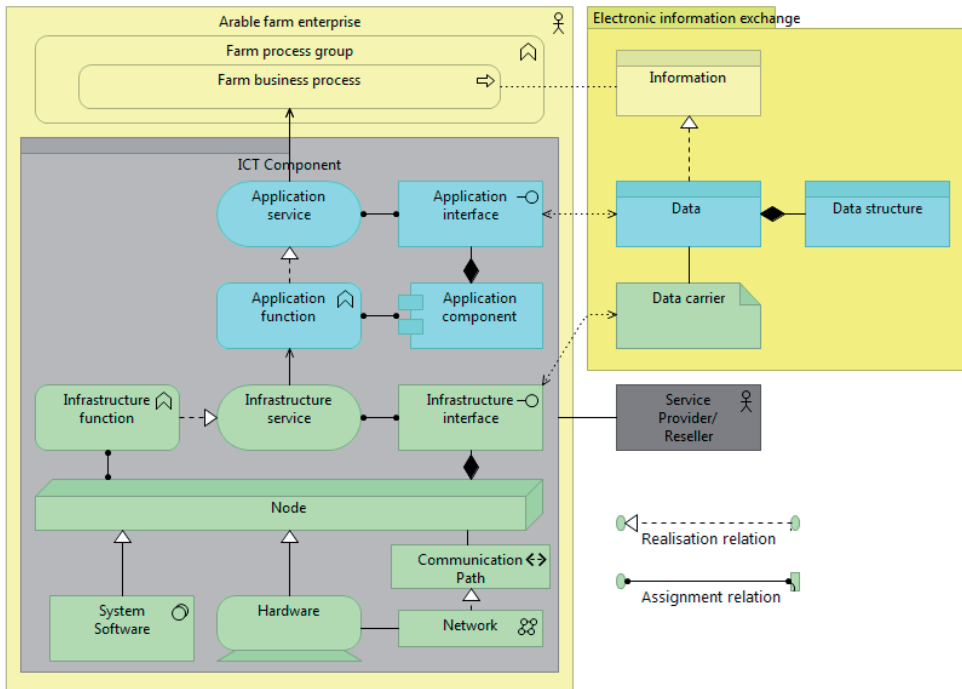 Arable farm enterprise
Farm process group
Farm business process
Electronic information exchange
Information
ICT Component
Application
service
Application
interface
Data
Data structure
Application
function
Application
component
Data carrier
Infrastructure
function
Infrastructure
service
Infrastructure
interface
Service
Provider/
Reseller
Node
Communication
Path
System
Software
Hardware
Network
Realisation relation
Assignment relation